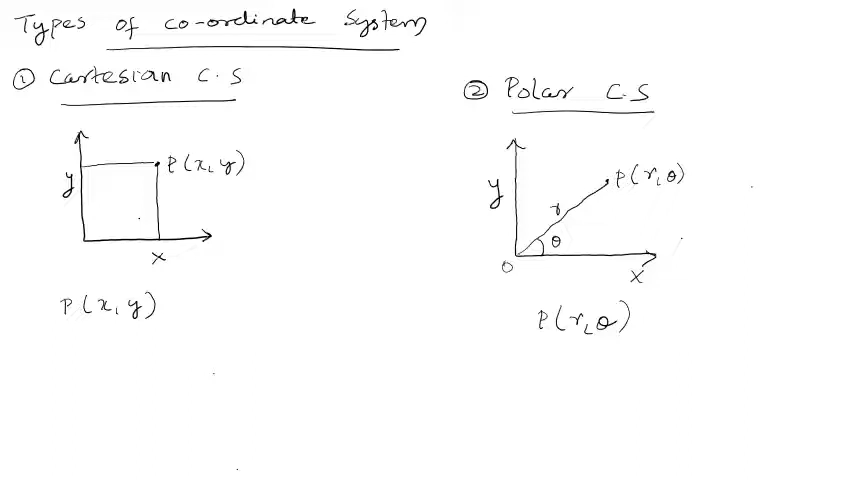 Types of co-ordinate System
① Cartesian C.S
y
P(x, y)
x
P(x, y)
② Polar C.S
y
P(r, θ)
r
θ
O
x
P(r, θ)